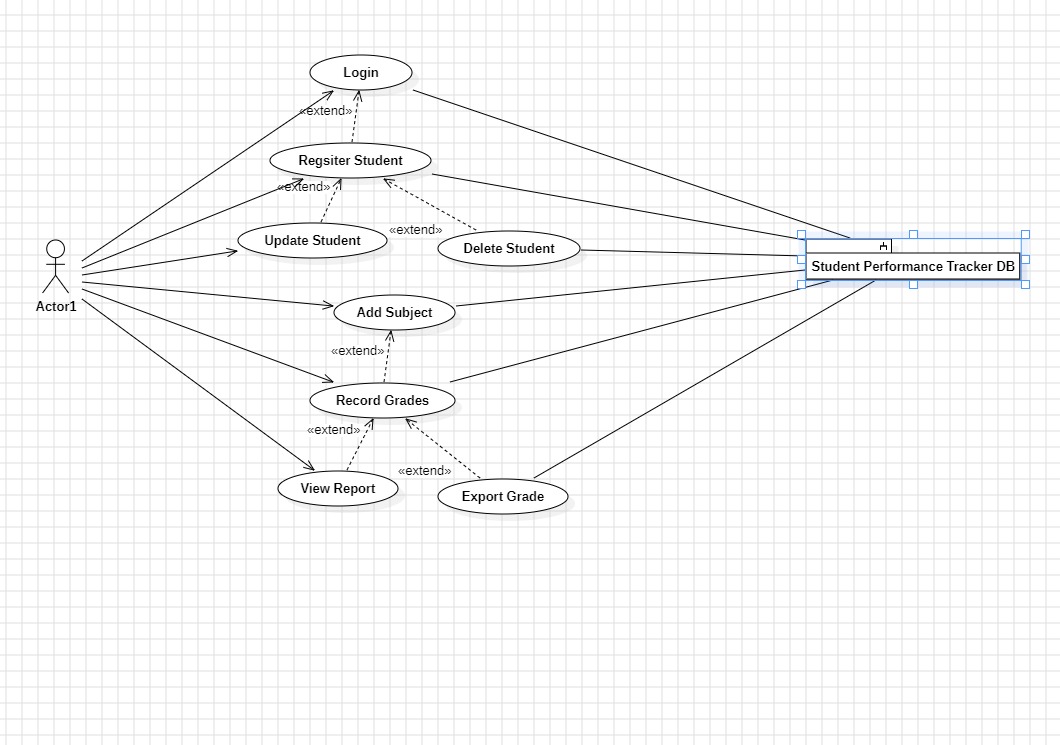 Login
«extend»
Regsiter Student
«extend»
Update Student
«extend»
Delete Student
Student Performance Tracker DB
Actor1
Add Subject
«extend»
Record Grades
«extend»
«extend»
View Report
Export Grade